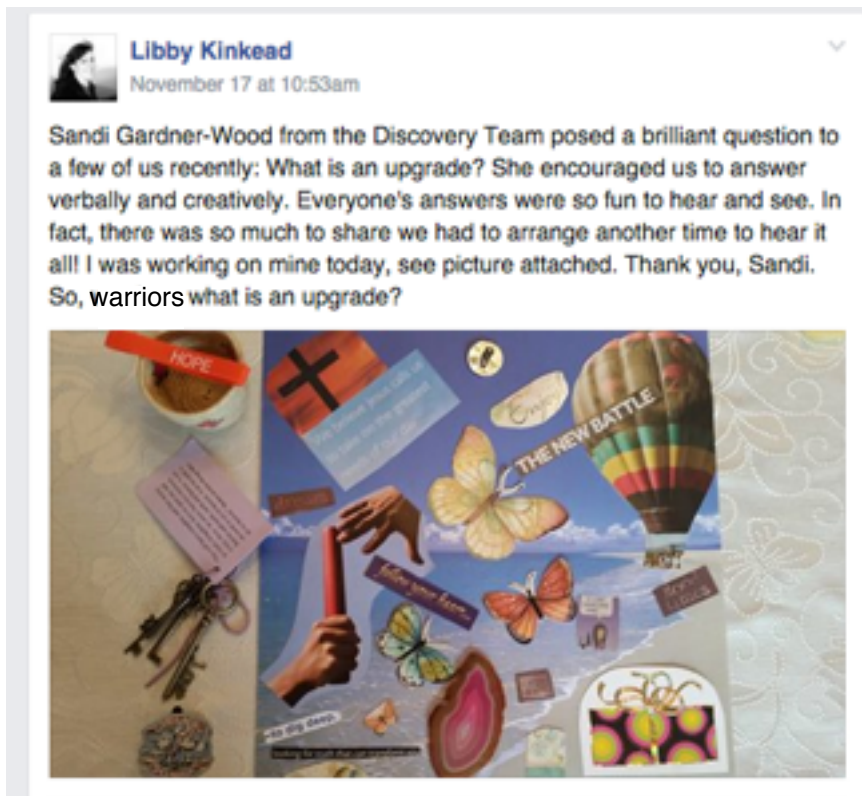 Libby Kinkead
November 17 at 10:53am
Sandi Gardner-Wood from the Discovery Team posed a brilliant question to
a few of us recently: What is an upgrade? She encouraged us to answer
verbally and creatively. Everyone's answers were so fun to hear and see. In
fact, there was so much to share we had to arrange another time to hear it
all! I was working on mine today, see picture attached. Thank you, Sandi.
So, warriors what is an upgrade?
HOPE
Enjoy
THE NEW BATTLE
follow your
to dig deep.